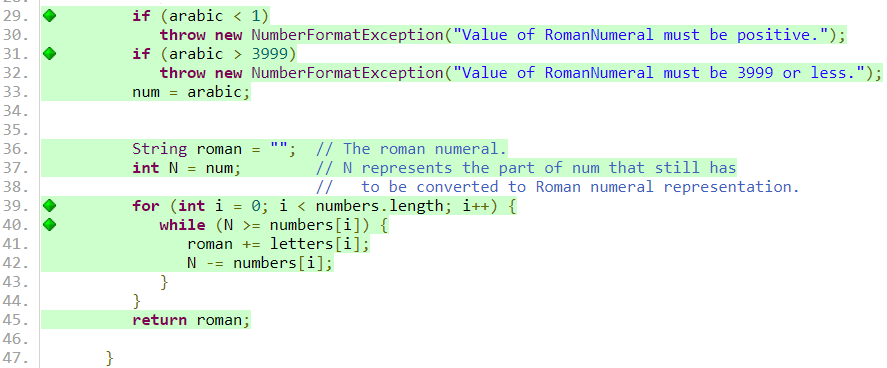 29. if (arabic < 1)
30. throw new NumberFormatException("Value of RomanNumeral must be positive.");
31. if (arabic > 3999)
32. throw new NumberFormatException("Value of RomanNumeral must be 3999 or less.");
33. num = arabic;
34.
35.
36. String roman = ""; // The roman numeral.
37. int N = num; // N represents the part of num that still has
38. // to be converted to Roman numeral representation.
39. for (int i = 0; i < numbers.length; i++) {
40. while (N >= numbers[i]) {
41. roman += letters[i];
42. N -= numbers[i];
43. }
44. }
45. return roman;
46.
47. }